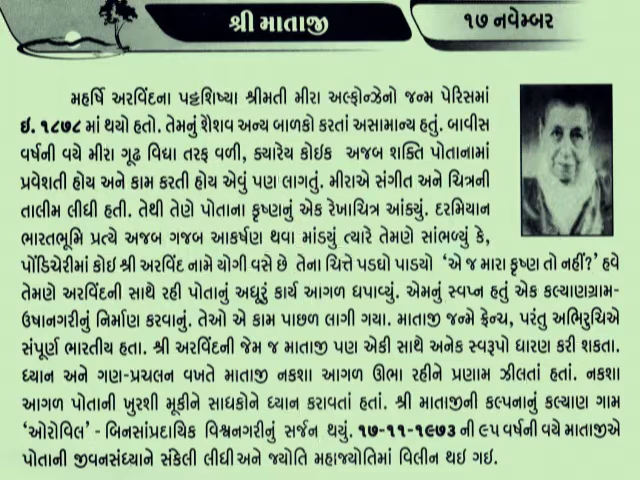 શ્રી માતાજી
૧૭ નવેમ્બર
મહર્ષિ અરવિંદના પટ્ટશિષ્યા શ્રીમતી મીરા અલ્ફોન્ઝેનો જન્મ પેરિસમાં
ઇ. ૧૮૭૮ માં થયો હતો. તેમનું શૈશવ અન્ય બાળકો કરતાં અસામાન્ય હતું. બાવીસ
વર્ષની વયે મીરા ગૂઢ વિદ્યા તરફ વળી, ક્યારેય કોઈક અજબ શક્તિ પોતાનામાં
પ્રવેશતી હોય અને કામ કરતી હોય એવું પણ લાગતું. મીરાએ સંગીત અને ચિત્રની
તાલીમ લીધી હતી. તેથી તેણે પોતાના કૃષ્ણનું એક રેખાચિત્ર આંક્યું. દરમિયાન
ભારતભૂમિ પ્રત્યે અજબ ગજબ આકર્ષણ થવા માંડ્યું ત્યારે તેમણે સાંભળ્યું કે,
પોંડિચેરીમાં કોઈ શ્રી અરવિંદ નામે યોગી વસે છે તેના ચિત્તે પડઘો પાડયો ‘એ જ મારા કૃષ્ણ તો નહીં?’ હવે
તેમણે અરવિંદની સાથે રહી પોતાનું અધૂરું કાર્ય આગળ ધપાવ્યું. એમનું સ્વપ્ન હતું એક કલ્યાણગ્રામ-
ઉષાનગરીનું નિર્માણ કરવાનું. તેઓ એ કામ પાછળ લાગી ગયા. માતાજી જન્મે ફ્રેન્ચ, પરંતુ અભિરુચિએ
સંપૂર્ણ ભારતીય હતા. શ્રી અરવિંદની જેમ જ માતાજી પણ એકી સાથે અનેક સ્વરૂપો ધારણ કરી શકતા.
ધ્યાન અને ગણ-પ્રચલન વખતે માતાજી નકશા આગળ ઊભા રહીને પ્રણામ ઝીલતાં હતાં. નકશા
આગળ પોતાની ખુરશી મૂકીને સાધકોને ધ્યાન કરાવતાં હતાં. શ્રી માતાજીની કલ્પનાનું કલ્યાણ ગામ
‘ઓરોવિલ’ - બિનસાંપ્રદાયિક વિશ્વનગરીનું સર્જન થયું. ૧૭-૧૧-૧૯૭૩ ની ૯૫ વર્ષની વયે માતાજીએ
પોતાની જીવનસંધ્યાને સંકેલી લીધી અને જ્યોતિ મહાજ્યોતિમાં વિલીન થઇ ગઇ.